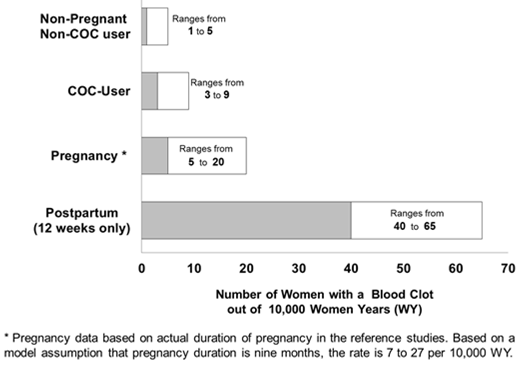 Non-Pregnant
Non-COC user
Ranges from
1 to 5
COC-User
Ranges from
3 to 9
Pregnancy *
Ranges from
5 to 20
Postpartum
(12 weeks only)
Ranges from
40 to 65
0 10 20 30 40 50 60 70
Number of Women with a Blood Clot
out of 10,000 Women Years (WY)
* Pregnancy data based on actual duration of pregnancy in the reference studies. Based on a
model assumption that pregnancy duration is nine months, the rate is 7 to 27 per 10,000 WY.